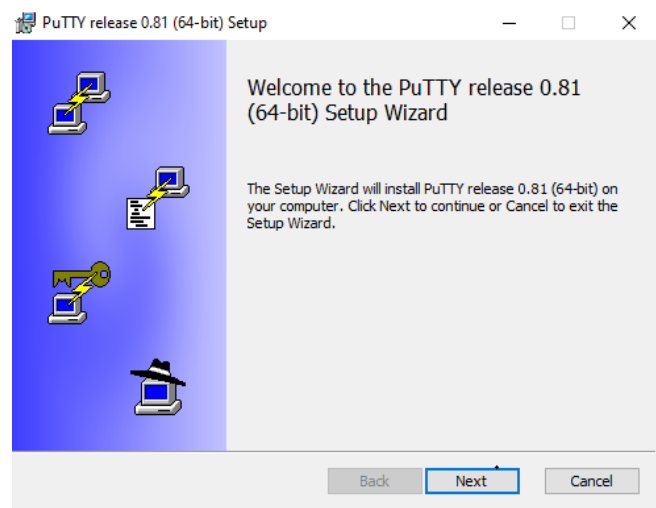 PuTTY release 0.81 (64-bit) Setup
Welcome to the PuTTY release 0.81
(64-bit) Setup Wizard
The Setup Wizard will install PuTTY release 0.81 (64-bit) on
your computer. Click Next to continue or Cancel to exit the
Setup Wizard.
Back Next Cancel